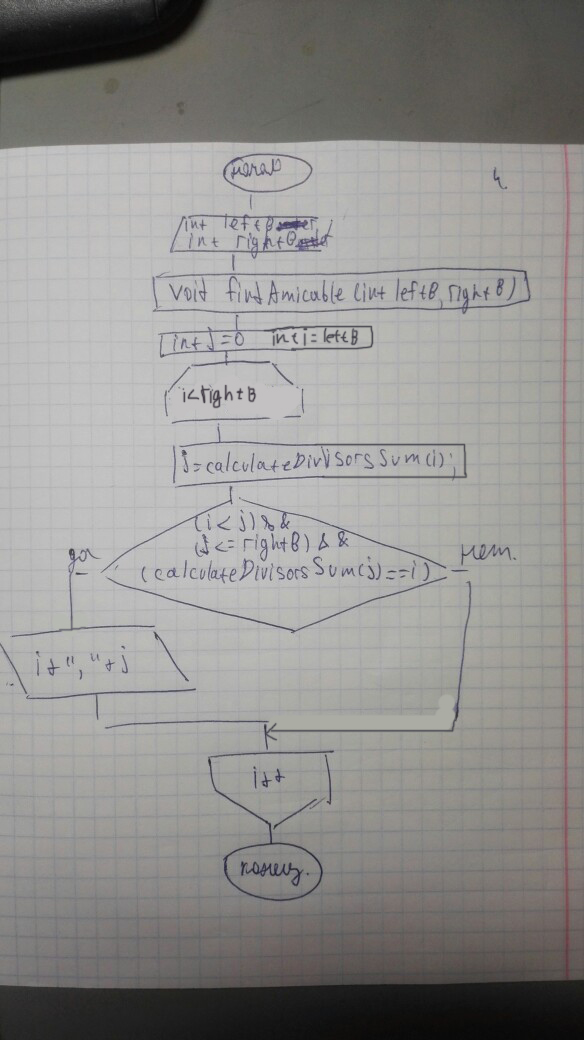 начало
4.
int leftB
int rightB
void findAmicable (int leftB, rightB)
int j=0 int i=leftB
i<rightB
j=calculateDivisorsSum(i);
(i<j) &&
(j<=rightB) &&
(calculateDivisorsSum(j)==i)
да
нет.
i+","+j
i++
конец.